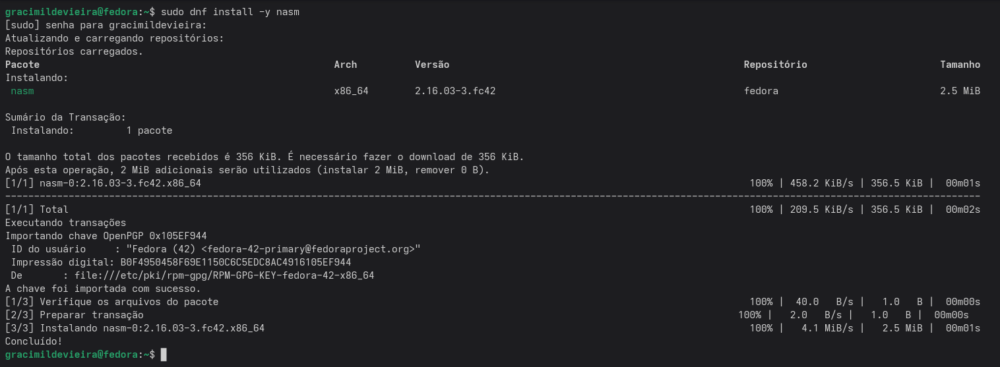 gracimildevieira@fedora:~$ sudo dnf install -y nasm
[sudo] senha para gracimildevieira:
Atualizando e carregando repositórios:
Repositórios carregados.
Pacote Arch Versão Repositório Tamanho
Instalando:
nasm x86_64 2.16.03-3.fc42 fedora 2.5 MiB
Sumário da Transação:
Instalando: 1 pacote
O tamanho total dos pacotes recebidos é 356 KiB. É necessário fazer o download de 356 KiB.
Após esta operação, 2 MiB adicionais serão utilizados (instalar 2 MiB, remover 0 B).
[1/1] nasm-0:2.16.03-3.fc42.x86_64 100% | 458.2 KiB/s | 356.5 KiB | 00m01s
--------------------------------------------------------------------------------
[1/1] Total 100% | 209.5 KiB/s | 356.5 KiB | 00m02s
Executando transações
Importando chave OpenPGP 0x105EF944
ID do usuário : "Fedora (42) <fedora-42-primary@fedoraproject.org>"
Impressão digital: B0F4950458F69E1150C6C5EDC8AC4916105EF944
De : file:///etc/pki/rpm-gpg/RPM-GPG-KEY-fedora-42-x86_64
A chave foi importada com sucesso.
[1/3] Verifique os arquivos do pacote 100% | 40.0 B/s | 1.0 B | 00m00s
[2/3] Preparar transação 100% | 2.0 B/s | 1.0 B | 00m00s
[3/3] Instalando nasm-0:2.16.03-3.fc42.x86_64 100% | 4.1 MiB/s | 2.5 MiB | 00m01s
Concluído!
gracimildevieira@fedora:~$